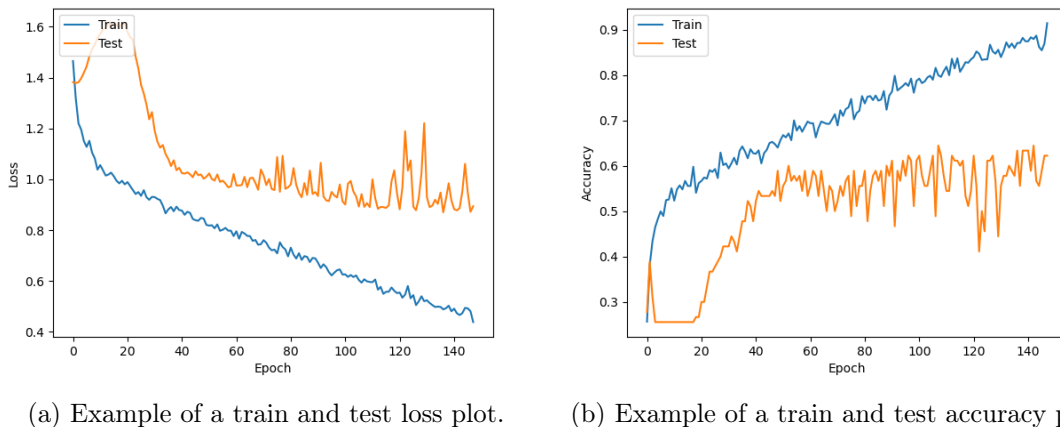 1.6
1.4
1.2
1.0
0.8
0.6
0.4
Loss
Train
Test
0 20 40 60 80 100 120 140
Epoch
0.9
0.8
0.7
0.6
0.5
0.4
0.3
Accuracy
Train
Test
0 20 40 60 80 100 120 140
Epoch
(a) Example of a train and test loss plot.
(b) Example of a train and test accuracy p